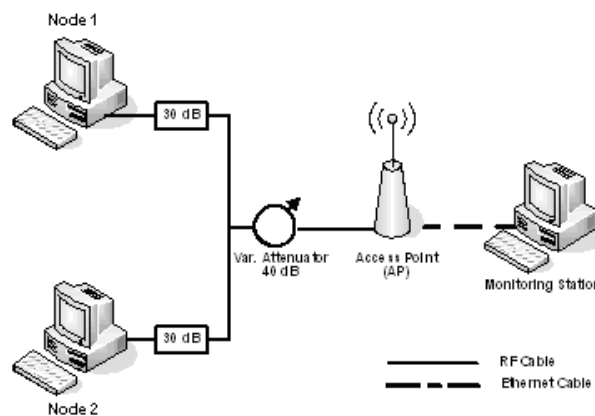 Node 1
30 dB
Var. Attenuator
40 dB
Access Point
(AP)
Monitoring Station
30 dB
Node 2
RF Cable
Ethernet Cable